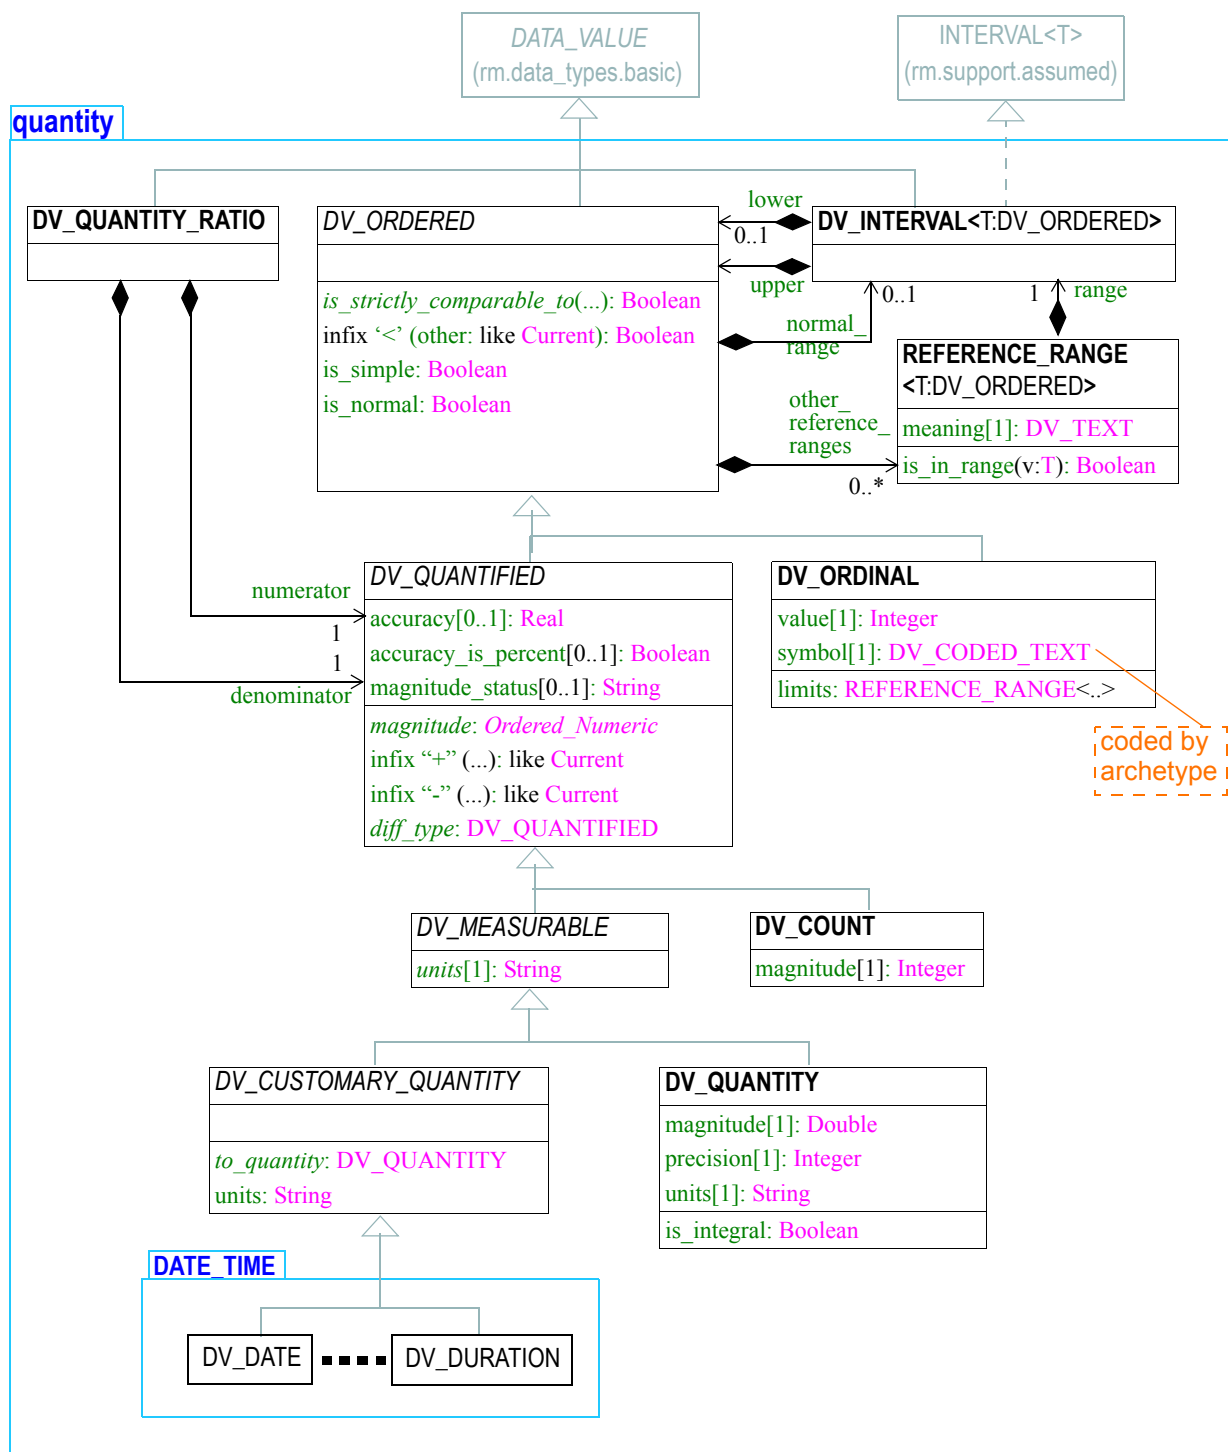 DATA_VALUE
(rm.data_types.basic)
INTERVAL<T>
(rm.support.assumed)
quantity
DV_QUANTITY_RATIO
DV_ORDERED
is_strictly_comparable_to(...): Boolean
infix ‘<’ (other: like Current): Boolean
is_simple: Boolean
is_normal: Boolean
lower
0..1
upper
DV_INTERVAL<T:DV_ORDERED>
0..1
normal_
range
1
range
REFERENCE_RANGE
<T:DV_ORDERED>
meaning[1]: DV_TEXT
is_in_range(v:T): Boolean
other_
reference_
ranges
0..*
numerator
1
1
denominator
DV_QUANTIFIED
accuracy[0..1]: Real
accuracy_is_percent[0..1]: Boolean
magnitude_status[0..1]: String
magnitude: Ordered_Numeric
infix “+” (...): like Current
infix “-” (...): like Current
diff_type: DV_QUANTIFIED
DV_ORDINAL
value[1]: Integer
symbol[1]: DV_CODED_TEXT
limits: REFERENCE_RANGE<..>
coded by
archetype
DV_MEASURABLE
units[1]: String
DV_COUNT
magnitude[1]: Integer
DV_CUSTOMARY_QUANTITY
to_quantity: DV_QUANTITY
units: String
DV_QUANTITY
magnitude[1]: Double
precision[1]: Integer
units[1]: String
is_integral: Boolean
DATE_TIME
DV_DATE
DV_DURATION